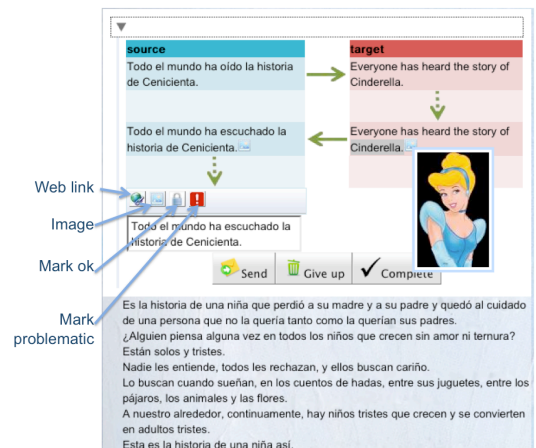 source
target
Todo el mundo ha oído la historia
de Cenicienta.
Everyone has heard the story of
Cinderella.
Todo el mundo ha escuchado la
historia de Cenicienta.
Everyone has heard the story of
Cinderella.
Web link
Image
Mark ok
Mark
problematic
Todo el mundo ha escuchado la
historia de Cenicienta.
Send
Give up
Complete
Es la historia de una niña que perdió a su madre y a su padre y quedó al cuidado
de una persona que no la quería tanto como la querían sus padres.
¿Alguien piensa alguna vez en todos los niños que crecen sin amor ni ternura?
Están solos y tristes.
Nadie les entiende, todos les rechazan, y ellos buscan cariño.
Lo buscan cuando sueñan, en los cuentos de hadas, entre sus juguetes, entre los
pájaros, los animales y las flores.
A nuestro alrededor, continuamente, hay niños tristes que crecen y se convierten
en adultos tristes.
Esta es la historia de una niña así.